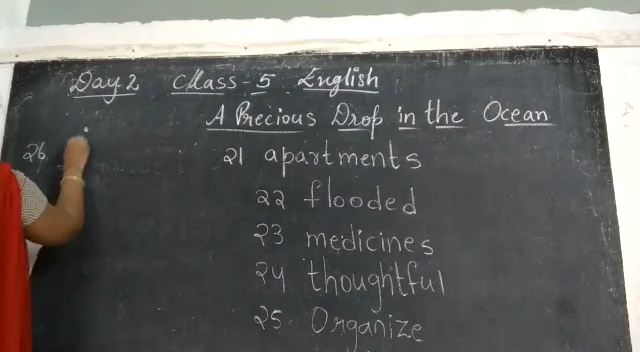 Day 2 Class - 5 English
A Precious Drop in the Ocean
21 apartments
22 flooded
23 medicines
24 thoughtful
25. Organize
26.